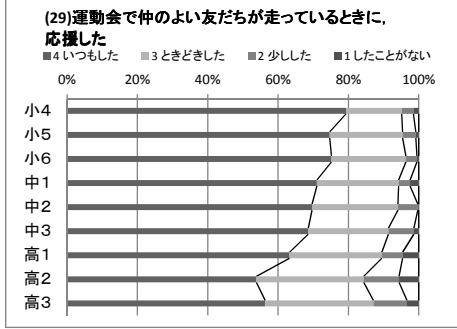 (29)運動会で仲のよい友だちが走っているときに,
応援した
■4 いつもした ■3 ときどきした ■2 少しした ■1したことがない
0% 20% 40% 60% 80% 100%
小4
小5
小6
中1
中2
中3
高1
高2
高3